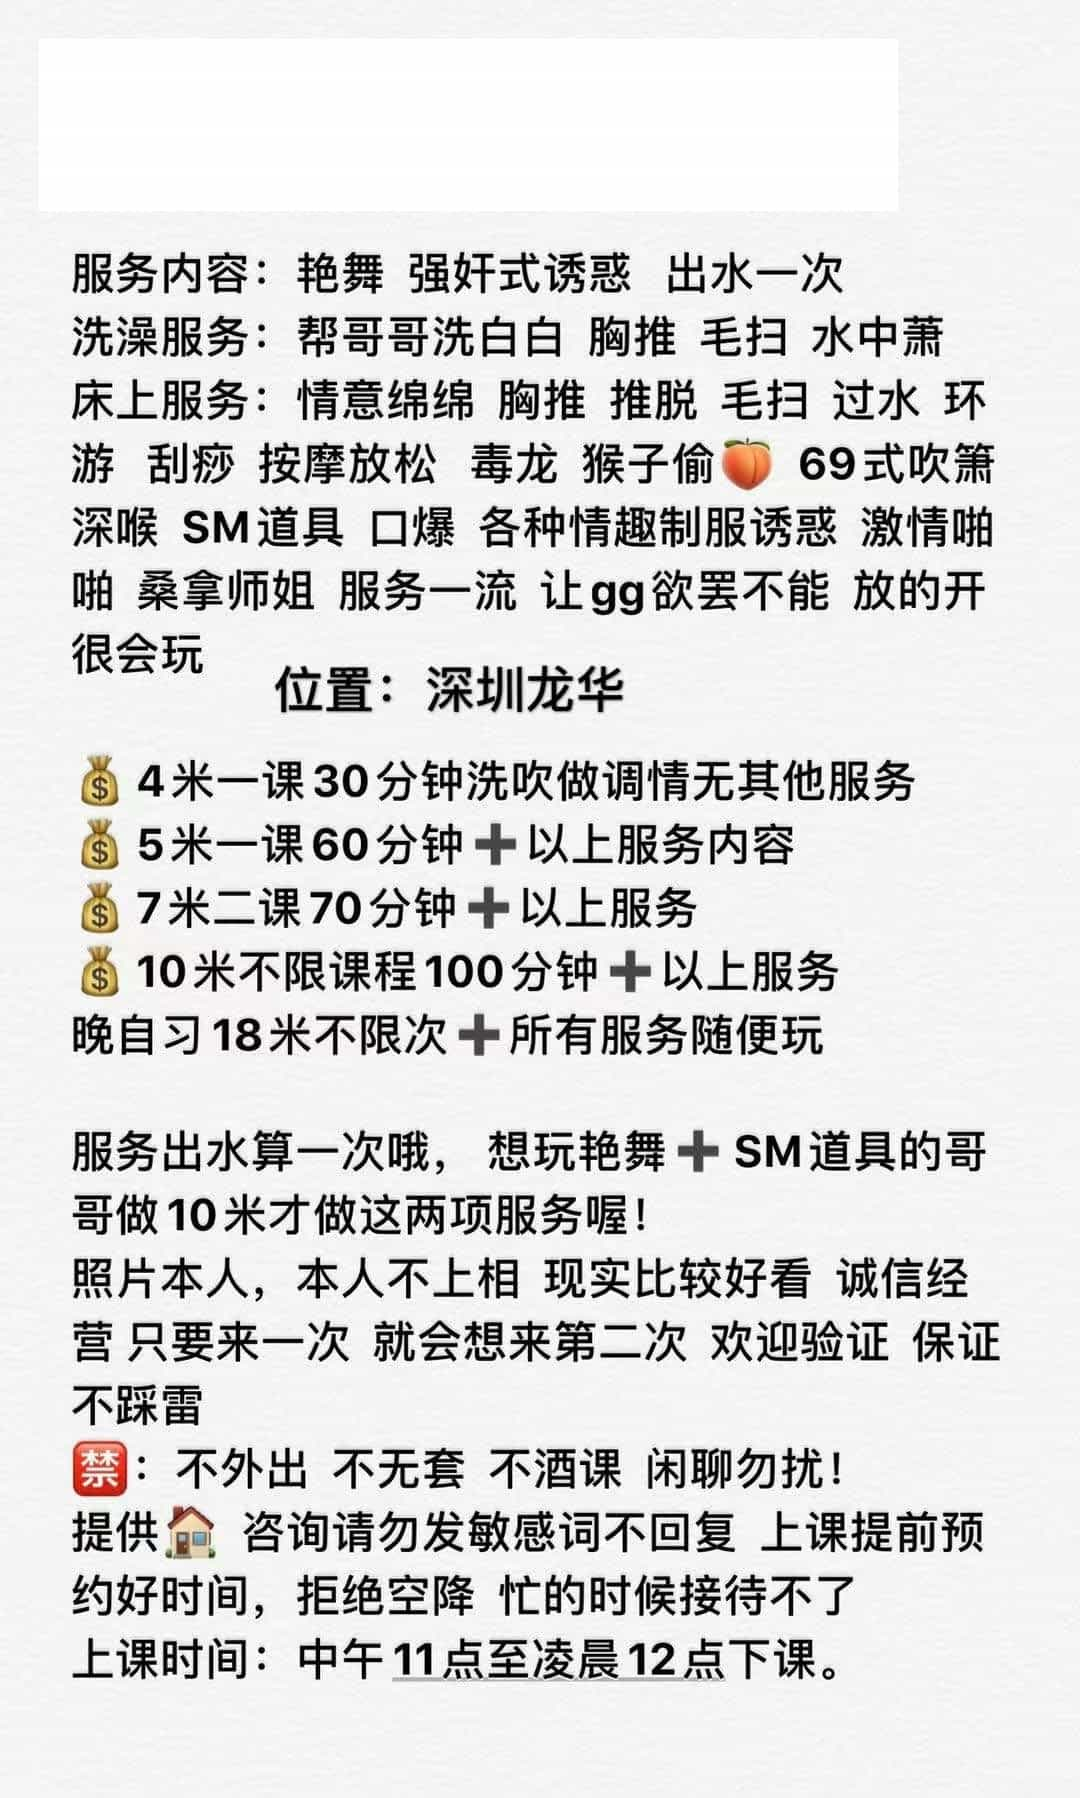 服务内容：艳舞 强奸式诱惑 出水一次
洗澡服务：帮哥哥洗白白 胸推 毛扫 水中萧
床上服务：情意绵绵 胸推 推脱 毛扫 过水 环
游 刮痧 按摩放松 毒龙 猴子偷🍑 69式吹箫
深喉 SM道具 口爆 各种情趣制服诱惑 激情啪
啪 桑拿师姐 服务一流 让gg欲罢不能 放的开
很会玩
位置：深圳龙华
💰 4米一课30分钟洗吹做调情无其他服务
💰 5米一课60分钟➕以上服务内容
💰 7米二课70分钟➕以上服务
💰 10米不限课程100分钟➕以上服务
晚自习18米不限次➕所有服务随便玩
服务出水算一次哦， 想玩艳舞➕SM道具的哥
哥做10米才做这两项服务喔！
照片本人，本人不上相 现实比较好看 诚信经
营 只要来一次 就会想来第二次 欢迎验证 保证
不踩雷
禁：不外出 不无套 不酒课 闲聊勿扰！
提供🏠 咨询请勿发敏感词不回复 上课提前预
约好时间，拒绝空降 忙的时候接待不了
上课时间：中午11点至凌晨12点下课。